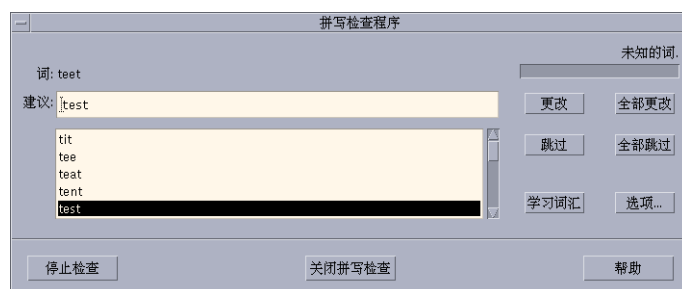 拼写检查程序
未知的词.
词: teet
建议: test
更改 全部更改
tit
跳过 全部跳过
tee
teat
tent
学习词汇 选项...
test
停止检查 关闭拼写检查 帮助